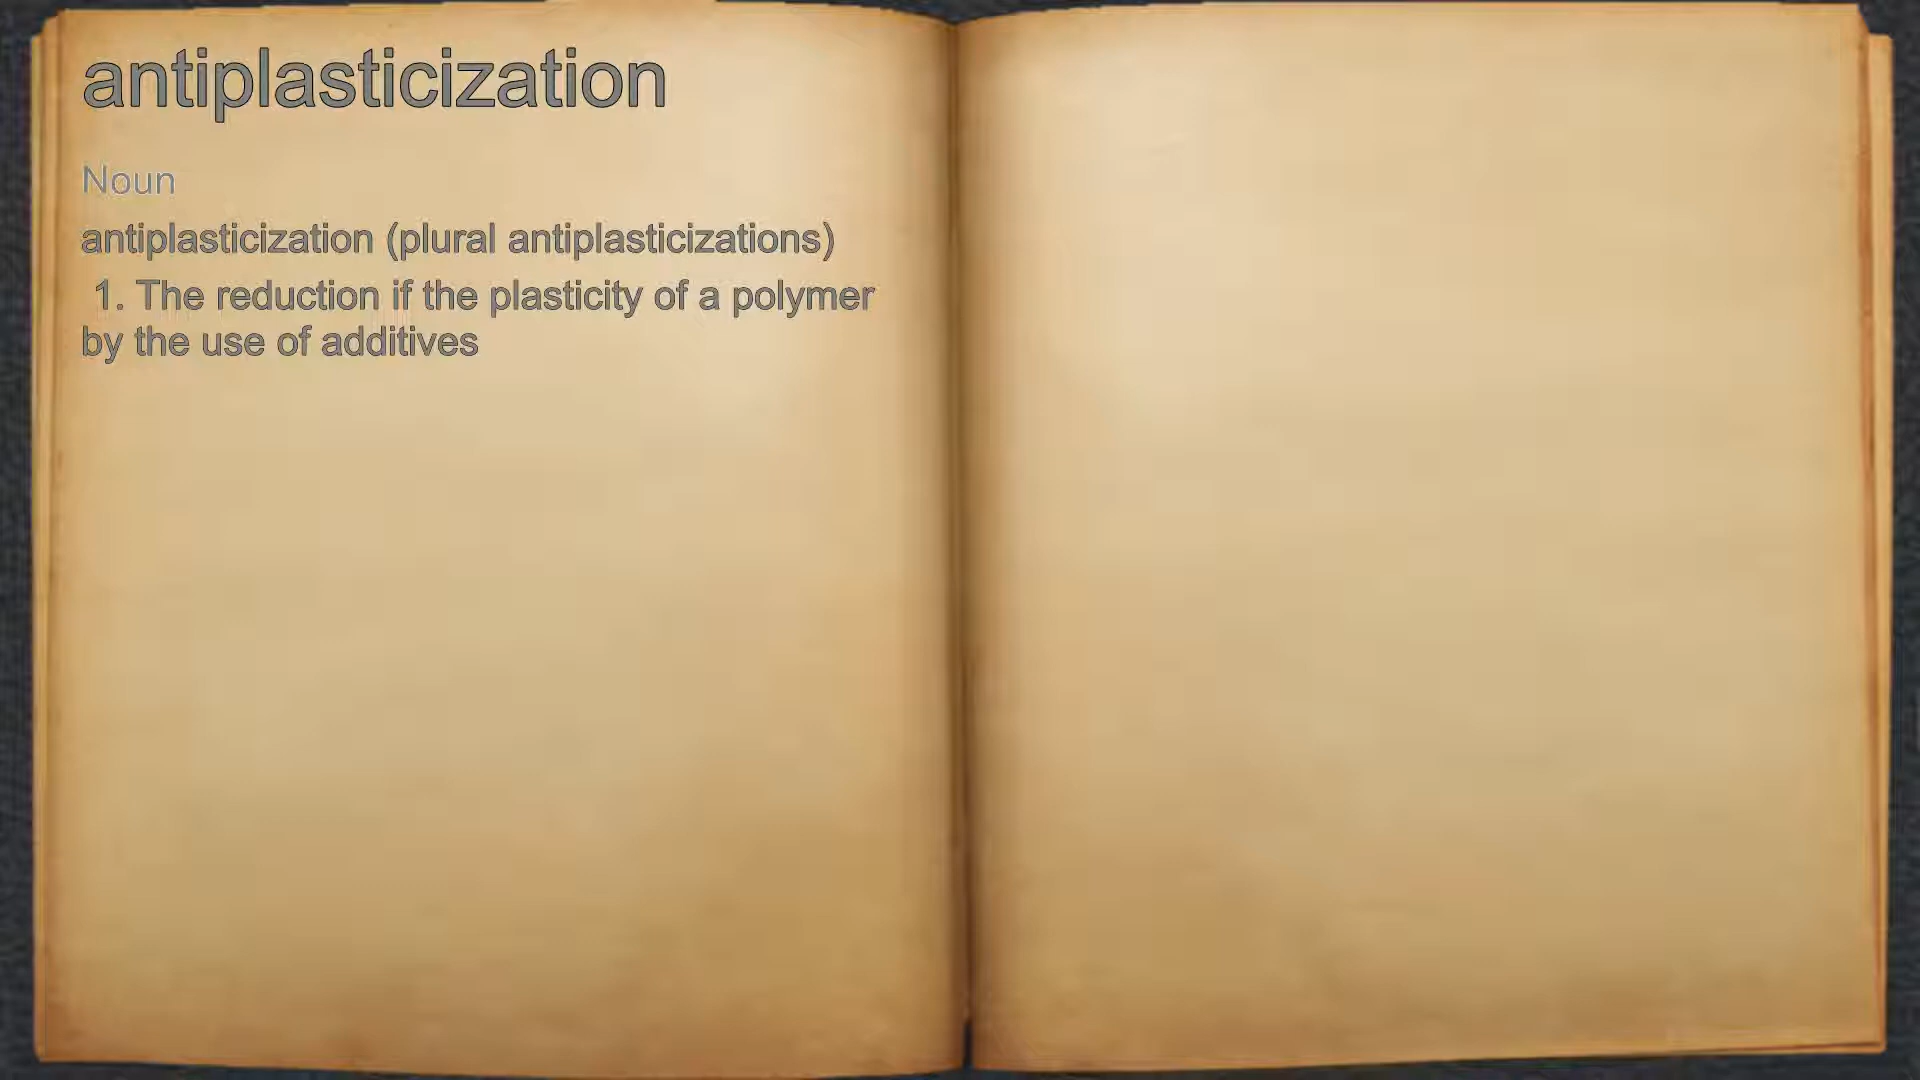 antiplasticization
Noun
antiplasticization (plural antiplasticizations)
1. The reduction if the plasticity of a polymer
by the use of additives